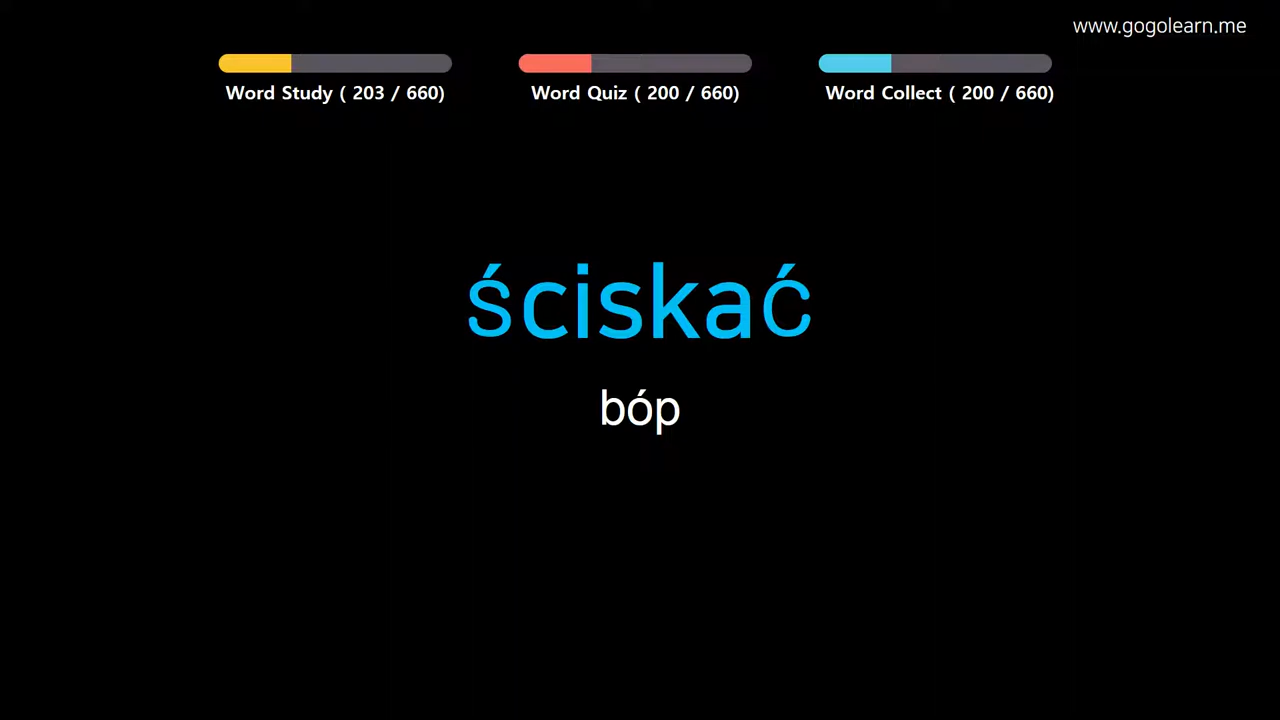 www.gogolearn.me
Word Study ( 203 / 660)
Word Quiz ( 200 / 660)
Word Collect ( 200 / 660)
ściskać
bóp